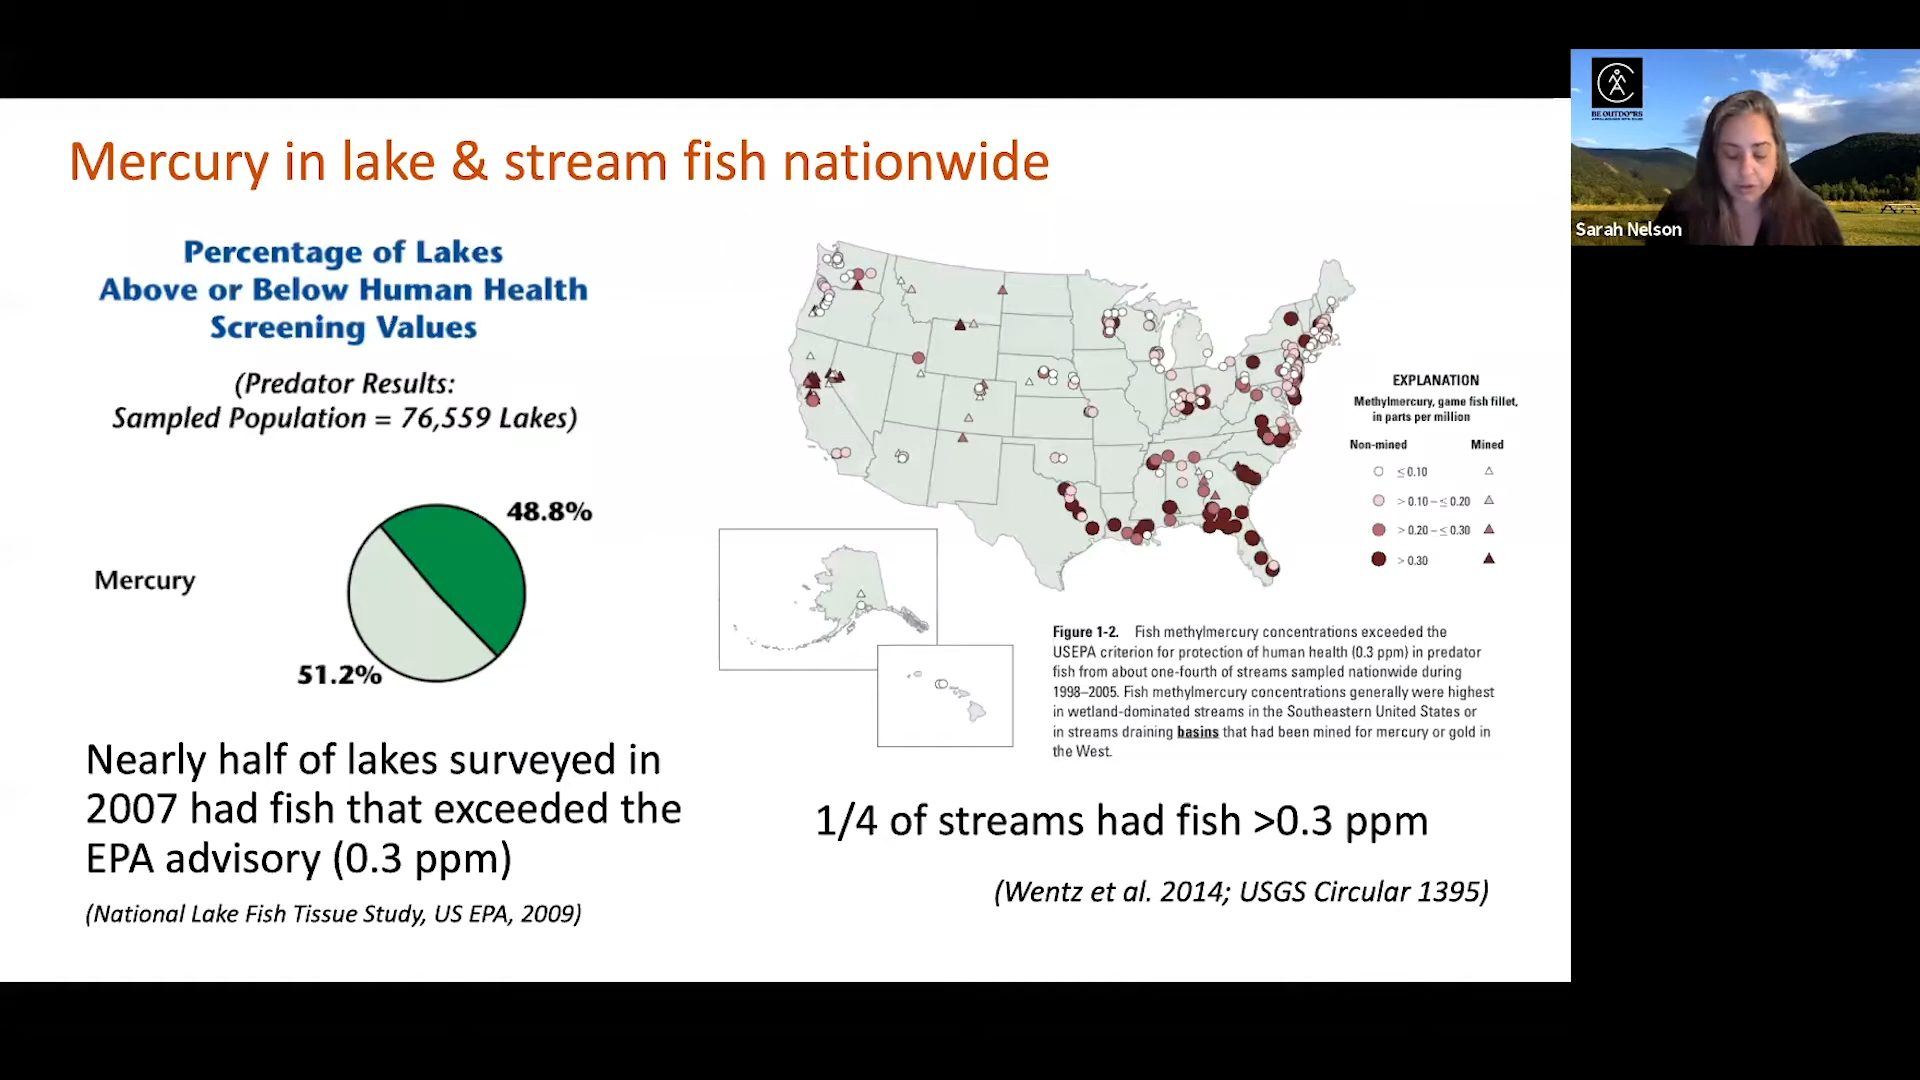 Mercury in lake & stream fish nationwide
Percentage of Lakes
Above or Below Human Health
Screening Values
(Predator Results:
Sampled Population = 76,559 Lakes)
Mercury
48.8%
51.2%
Nearly half of lakes surveyed in
2007 had fish that exceeded the
EPA advisory (0.3 ppm)
(National Lake Fish Tissue Study, US EPA, 2009)
EXPLANATION
Methylmercury, game fish fillet,
in parts per million
Non-mined Mined
≤ 0.10
> 0.10 – ≤ 0.20
> 0.20 – ≤ 0.30
> 0.30
Figure 1-2. Fish methylmercury concentrations exceeded the
USEPA criterion for protection of human health (0.3 ppm) in predator
fish from about one-fourth of streams sampled nationwide during
1998–2005. Fish methylmercury concentrations generally were highest
in wetland-dominated streams in the Southeastern United States or
in streams draining basins that had been mined for mercury or gold in
the West.
1/4 of streams had fish >0.3 ppm
(Wentz et al. 2014; USGS Circular 1395)
BE OUTDOORS
Sarah Nelson